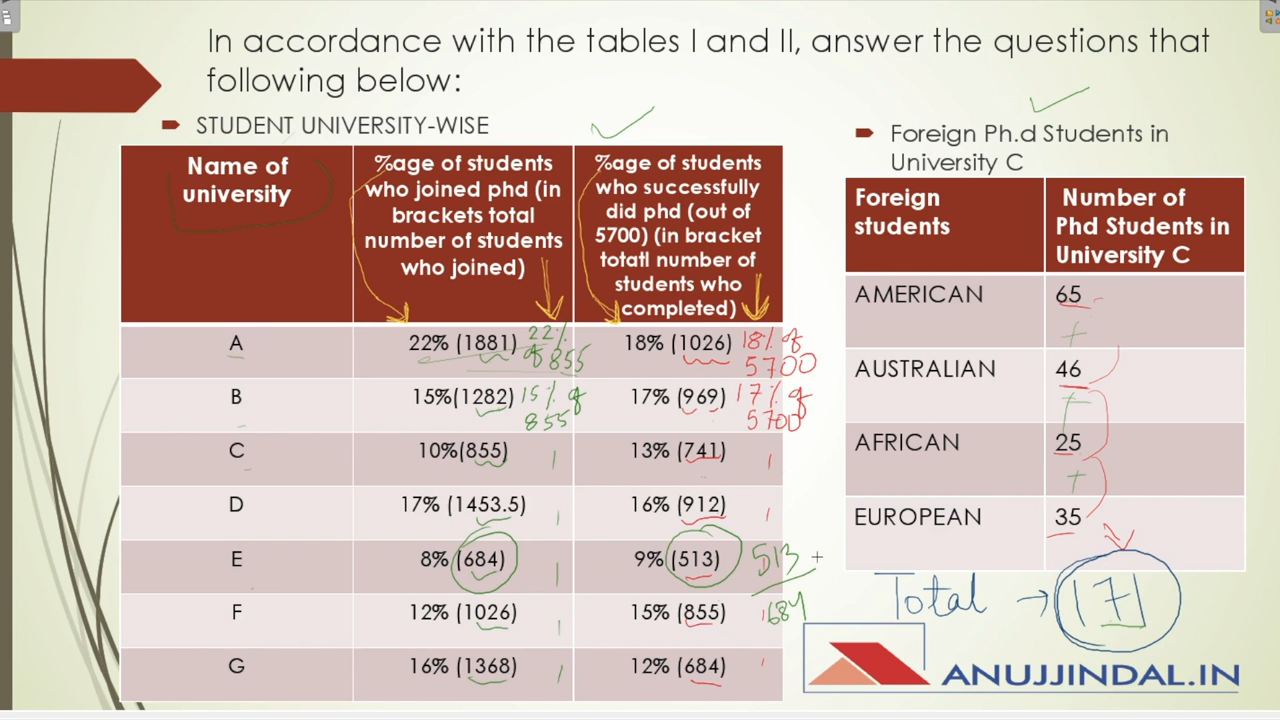 In accordance with the tables I and II, answer the questions that
following below:
STUDENT UNIVERSITY-WISE
Name of
university
%age of students
who joined phd (in
brackets total
number of students
who joined)
%age of students
who successfully
did phd (out of
5700) (in bracket
totatl number of
students who
completed)
A
22% (1881)
22%
of 855
18% (1026)
18% of
5700
B
15%(1282)
15% of
855
17% (969)
17% of
5700
C
10%(855)
13% (741)
D
17% (1453.5)
16% (912)
E
8% (684)
9% (513)
513
684
F
12% (1026)
15% (855)
G
16% (1368)
12% (684)
Foreign Ph.d Students in
University C
Foreign
students
Number of
Phd Students in
University C
AMERICAN
65
+
AUSTRALIAN
46
+
AFRICAN
25
+
EUROPEAN
35
Total → 171
ANUJJINDAL.IN